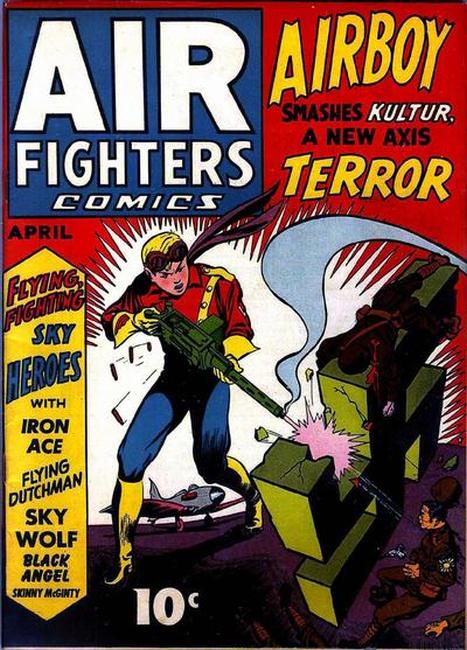 AIR
FIGHTERS
COMICS
AIRBOY
SMASHES KULTUR,
A NEW AXIS
TERROR
APRIL
FLYING,
FIGHTING
SKY
HEROES
WITH
IRON
ACE
FLYING
DUTCHMAN
SKY
WOLF
BLACK
ANGEL
SKINNY McGINTY
10¢